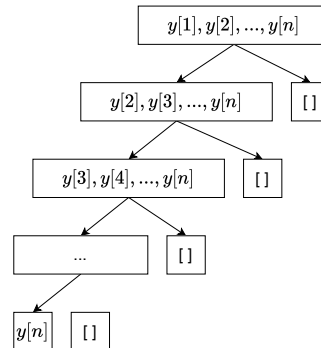 y[1], y[2], ..., y[n]
y[2], y[3], ..., y[n] []
y[3], y[4], ..., y[n] []
... []
y[n] []